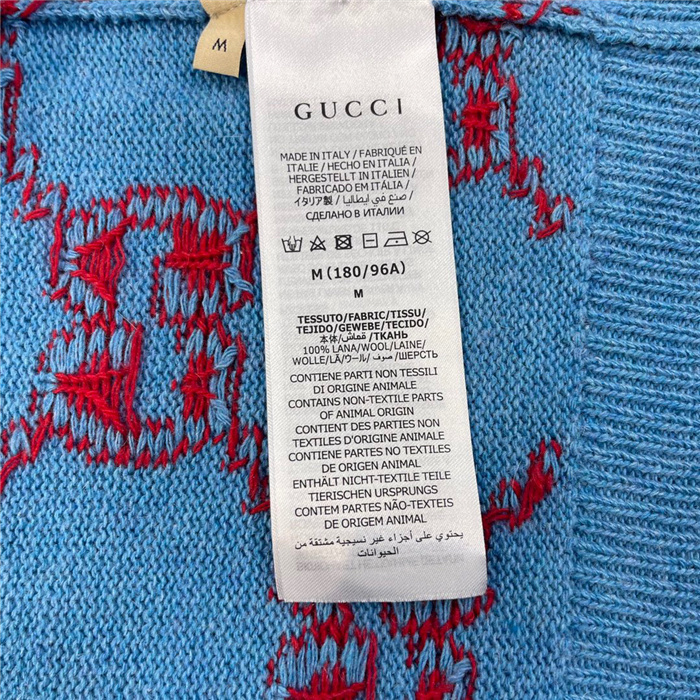 M
GUCCI
MADE IN ITALY / FABRIQUÉ EN
ITALIE / HECHO EN ITALIA /
HERGESTELLT IN ITALIEN /
FABRICADO EM ITÁLIA /
イタリア製 / صنع في ايطاليا /
СДЕЛАНО В ИТАЛИИ
M (180/96A)
M
TESSUTO/FABRIC/TISSU/
TEJIDO/GEWEBE/TECIDO/
本体/قماش/ТКАНЬ
100% LANA/WOOL/LAINE/
WOLLE/LÃ/ウール/صوف/ШЕРСТЬ
CONTIENE PARTI NON TESSILI
DI ORIGINE ANIMALE
CONTAINS NON-TEXTILE PARTS
OF ANIMAL ORIGIN
CONTIENT DES PARTIES NON
TEXTILES D'ORIGINE ANIMALE
CONTIENE PARTES NO TEXTILES
DE ORIGEN ANIMAL
ENTHÄLT NICHT-TEXTILE TEILE
TIERISCHEN URSPRUNGS
CONTEM PARTES NÃO-TEXTEIS
DE ORIGEM ANIMAL
يحتوي على أجزاء غير نسيجية مشتقة من
الحيوانات